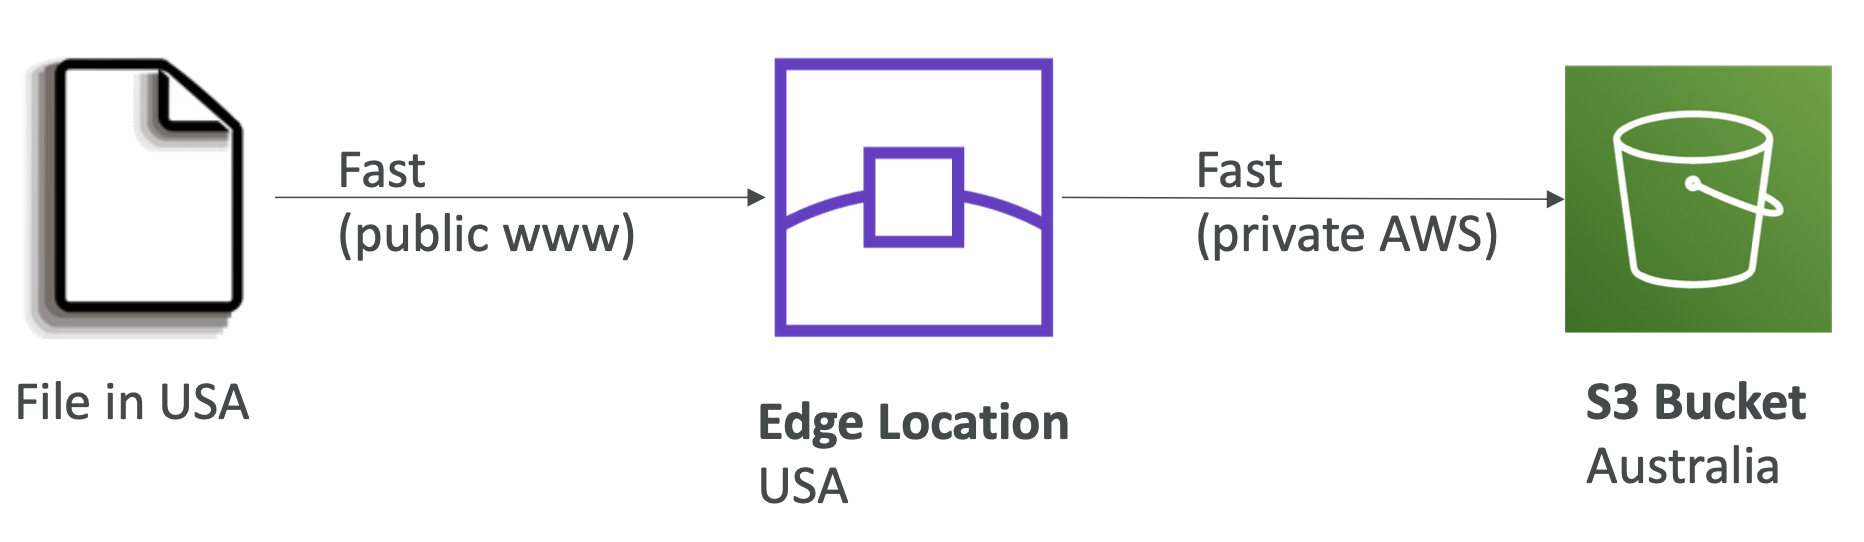 Fast
(public www)
Fast
(private AWS)
File in USA
Edge Location
USA
S3 Bucket
Australia